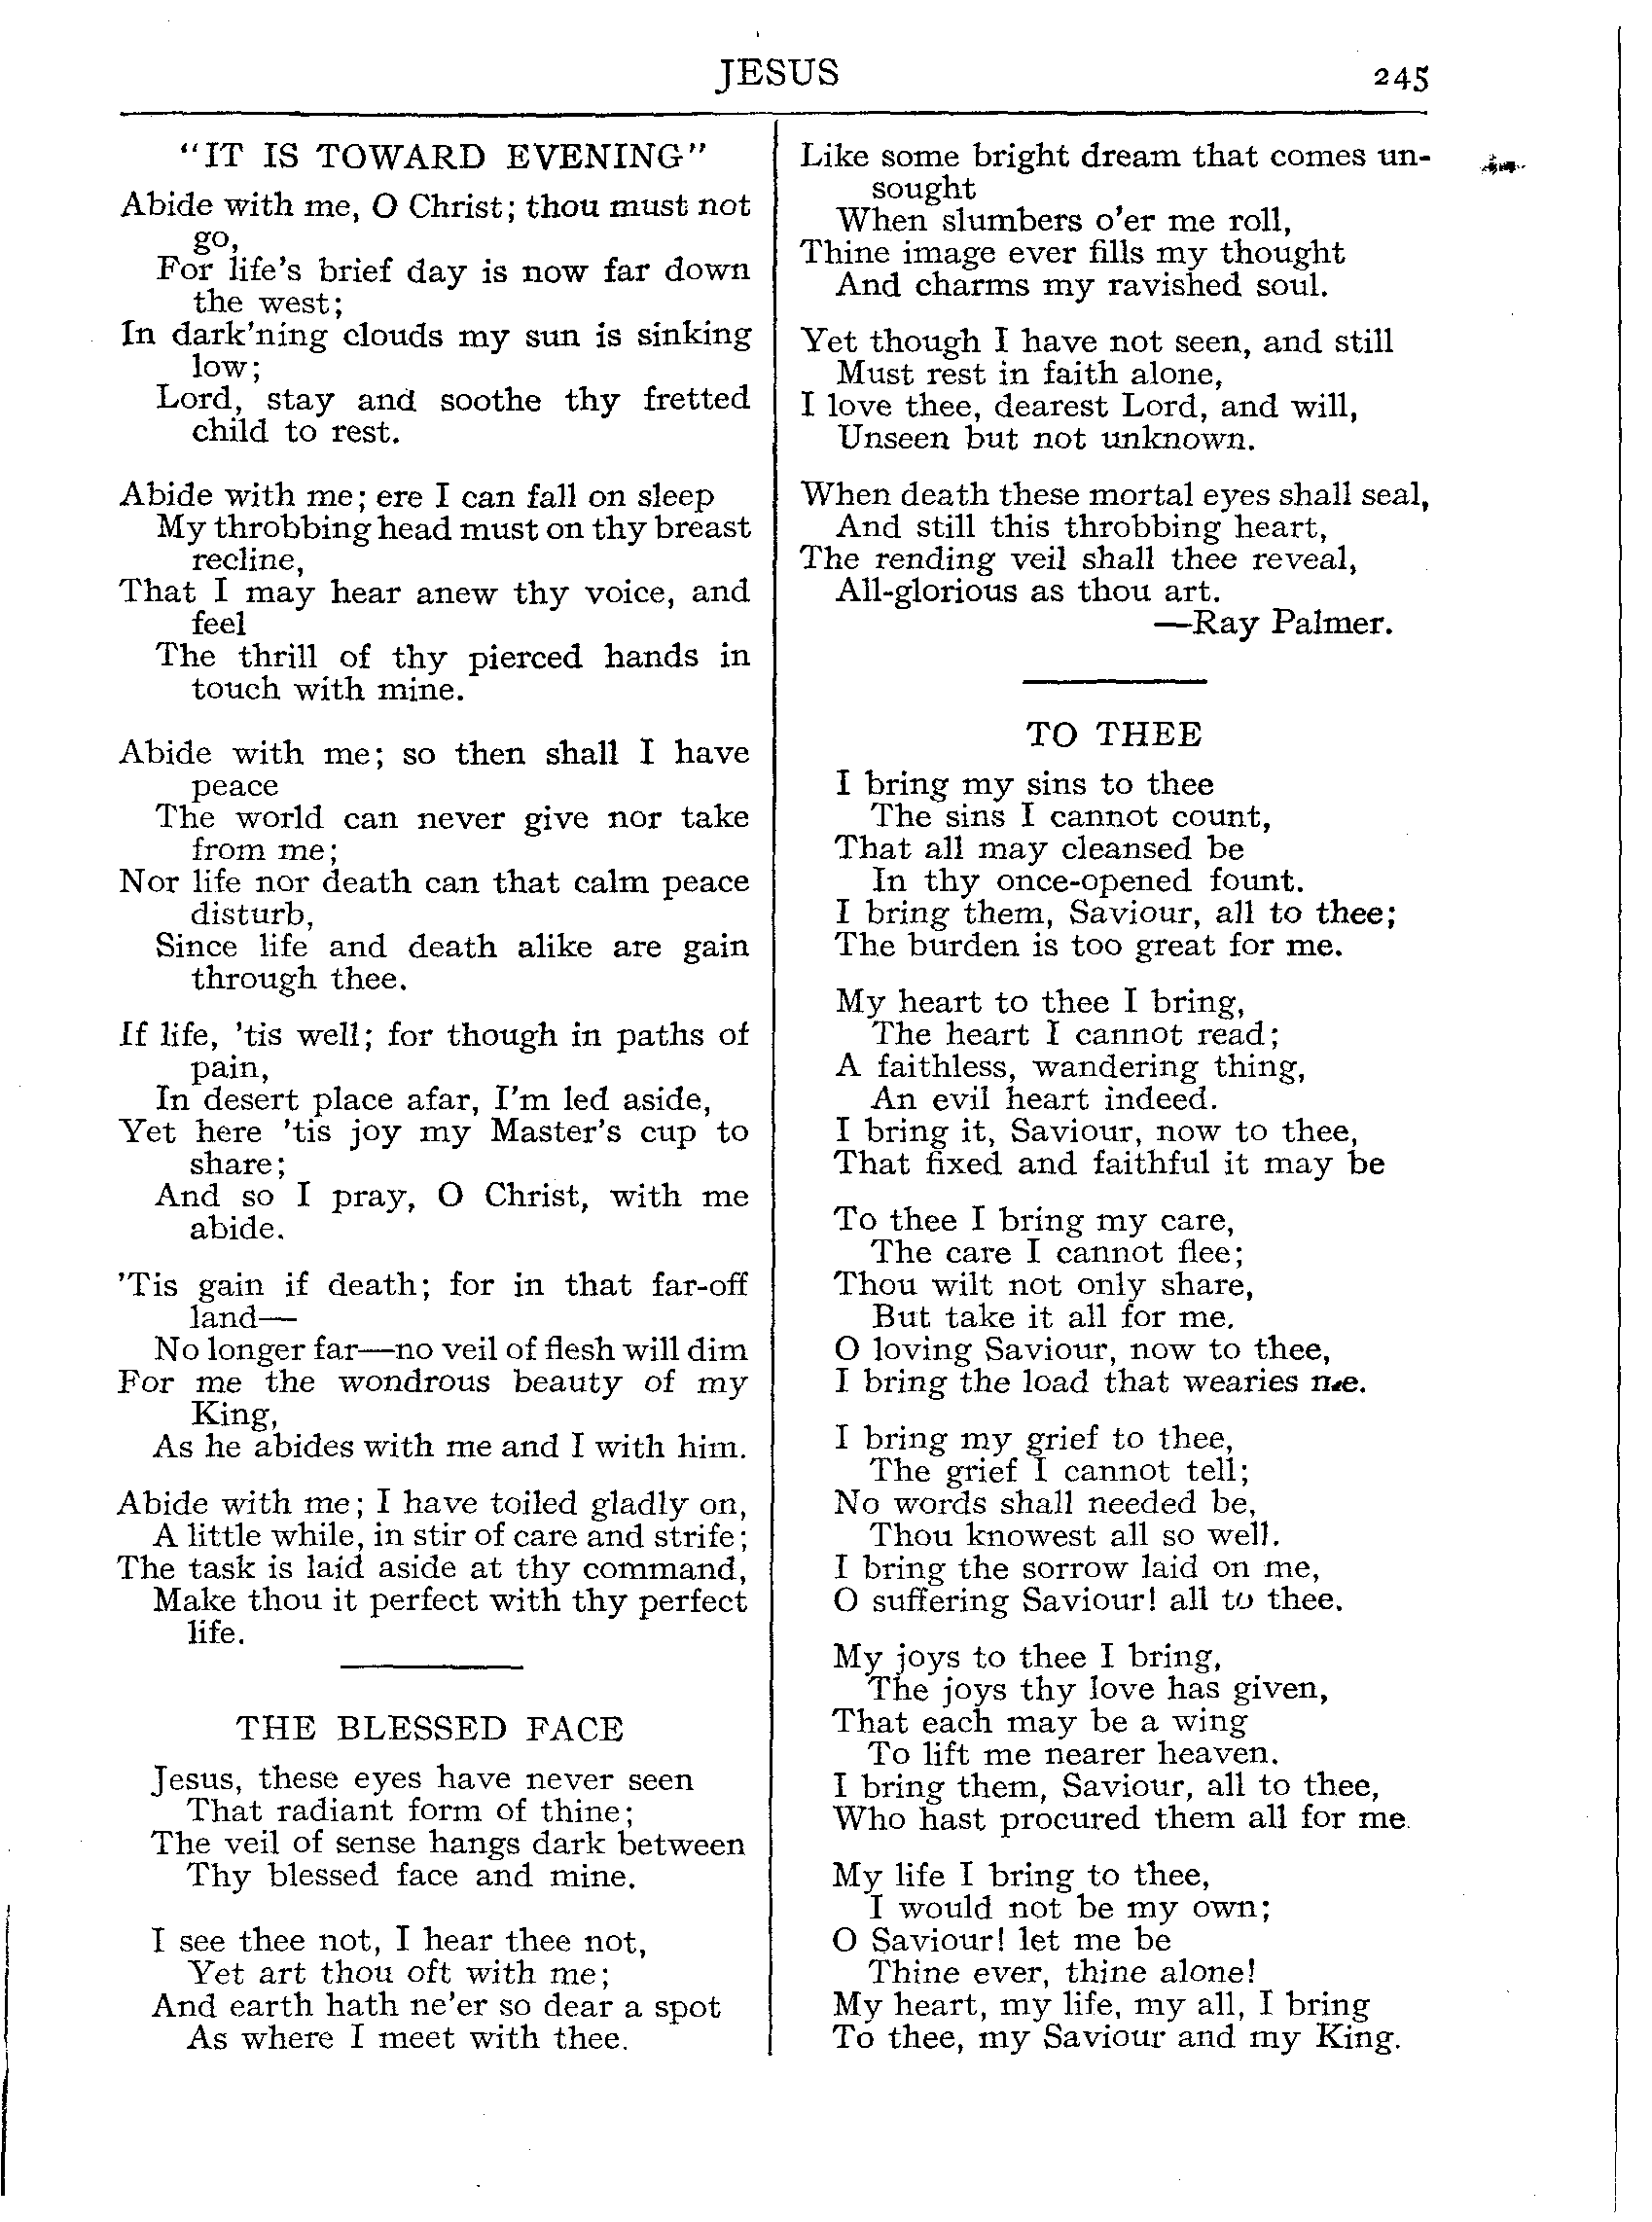 JESUS 245
"IT IS TOWARD EVENING"
Abide with me, O Christ; thou must not
go,
For life's brief day is now far down
the west;
In dark'ning clouds my sun is sinking
low;
Lord, stay and soothe thy fretted
child to rest.
Abide with me; ere I can fall on sleep
My throbbing head must on thy breast
recline,
That I may hear anew thy voice, and
feel
The thrill of thy pierced hands in
touch with mine.
Abide with me; so then shall I have
peace
The world can never give nor take
from me;
Nor life nor death can that calm peace
disturb,
Since life and death alike are gain
through thee.
If life, 'tis well; for though in paths of
pain,
In desert place afar, I'm led aside,
Yet here 'tis joy my Master's cup to
share;
And so I pray, O Christ, with me
abide.
'Tis gain if death; for in that far-off
land—
No longer far—no veil of flesh will dim
For me the wondrous beauty of my
King,
As he abides with me and I with him.
Abide with me; I have toiled gladly on,
A little while, in stir of care and strife;
The task is laid aside at thy command,
Make thou it perfect with thy perfect
life.
THE BLESSED FACE
Jesus, these eyes have never seen
That radiant form of thine;
The veil of sense hangs dark between
Thy blessed face and mine.
I see thee not, I hear thee not,
Yet art thou oft with me;
And earth hath ne'er so dear a spot
As where I meet with thee.
Like some bright dream that comes un-
sought
When slumbers o'er me roll,
Thine image ever fills my thought
And charms my ravished soul.
Yet though I have not seen, and still
Must rest in faith alone,
I love thee, dearest Lord, and will,
Unseen but not unknown.
When death these mortal eyes shall seal,
And still this throbbing heart,
The rending veil shall thee reveal,
All-glorious as thou art.
—Ray Palmer.
TO THEE
I bring my sins to thee
The sins I cannot count,
That all may cleansed be
In thy once-opened fount.
I bring them, Saviour, all to thee;
The burden is too great for me.
My heart to thee I bring,
The heart I cannot read;
A faithless, wandering thing,
An evil heart indeed.
I bring it, Saviour, now to thee,
That fixed and faithful it may be
To thee I bring my care,
The care I cannot flee;
Thou wilt not only share,
But take it all for me.
O loving Saviour, now to thee,
I bring the load that wearies me.
I bring my grief to thee,
The grief I cannot tell;
No words shall needed be,
Thou knowest all so well.
I bring the sorrow laid on me,
O suffering Saviour! all to thee.
My joys to thee I bring,
The joys thy love has given,
That each may be a wing
To lift me nearer heaven.
I bring them, Saviour, all to thee,
Who hast procured them all for me.
My life I bring to thee,
I would not be my own;
O Saviour! let me be
Thine ever, thine alone!
My heart, my life, my all, I bring
To thee, my Saviour and my King.